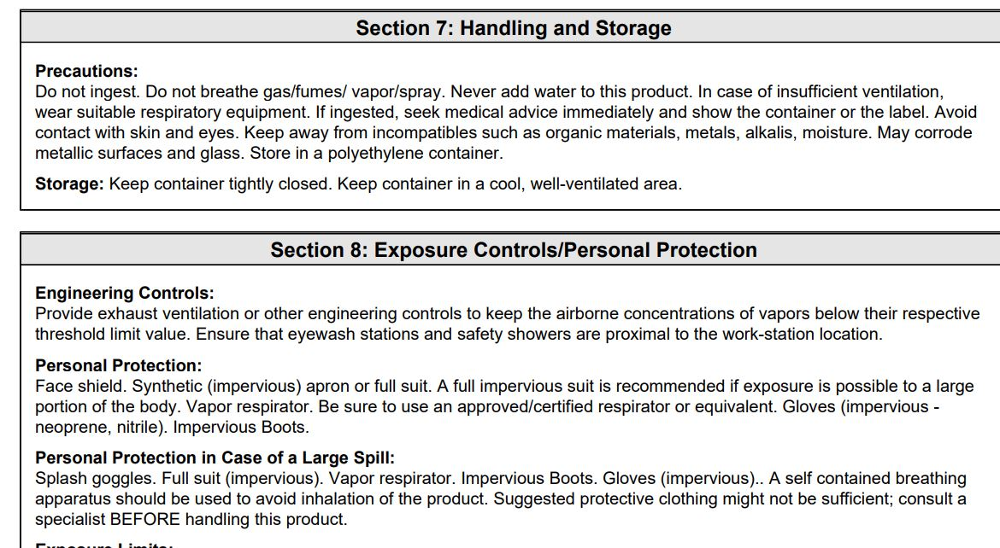 Section 7: Handling and Storage
Precautions:
Do not ingest. Do not breathe gas/fumes/ vapor/spray. Never add water to this product. In case of insufficient ventilation,
wear suitable respiratory equipment. If ingested, seek medical advice immediately and show the container or the label. Avoid
contact with skin and eyes. Keep away from incompatibles such as organic materials, metals, alkalis, moisture. May corrode
metallic surfaces and glass. Store in a polyethylene container.
Storage: Keep container tightly closed. Keep container in a cool, well-ventilated area.
Section 8: Exposure Controls/Personal Protection
Engineering Controls:
Provide exhaust ventilation or other engineering controls to keep the airborne concentrations of vapors below their respective
threshold limit value. Ensure that eyewash stations and safety showers are proximal to the work-station location.
Personal Protection:
Face shield. Synthetic (impervious) apron or full suit. A full impervious suit is recommended if exposure is possible to a large
portion of the body. Vapor respirator. Be sure to use an approved/certified respirator or equivalent. Gloves (impervious -
neoprene, nitrile). Impervious Boots.
Personal Protection in Case of a Large Spill:
Splash goggles. Full suit (impervious). Vapor respirator. Impervious Boots. Gloves (impervious).. A self contained breathing
apparatus should be used to avoid inhalation of the product. Suggested protective clothing might not be sufficient; consult a
specialist BEFORE handling this product.
Exposure Limits: